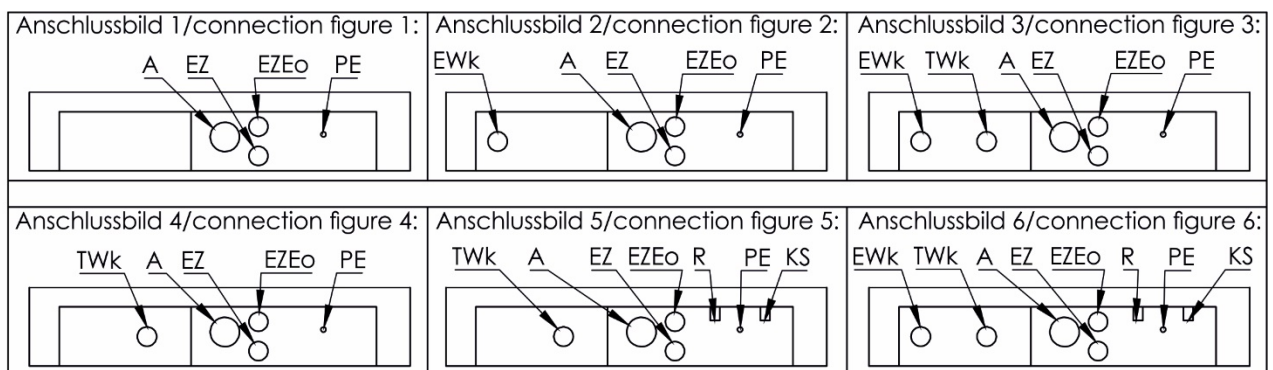 Anschlussbild 1/connection figure 1:
A EZ EZEo PE
Anschlussbild 2/connection figure 2:
EWk A EZ EZEo PE
Anschlussbild 3/connection figure 3:
EWk TWk A EZ EZEo PE
Anschlussbild 4/connection figure 4:
TWk A EZ EZEo PE
Anschlussbild 5/connection figure 5:
TWk A EZ EZEo R PE KS
Anschlussbild 6/connection figure 6:
EWk TWk A EZ EZEo R PE KS